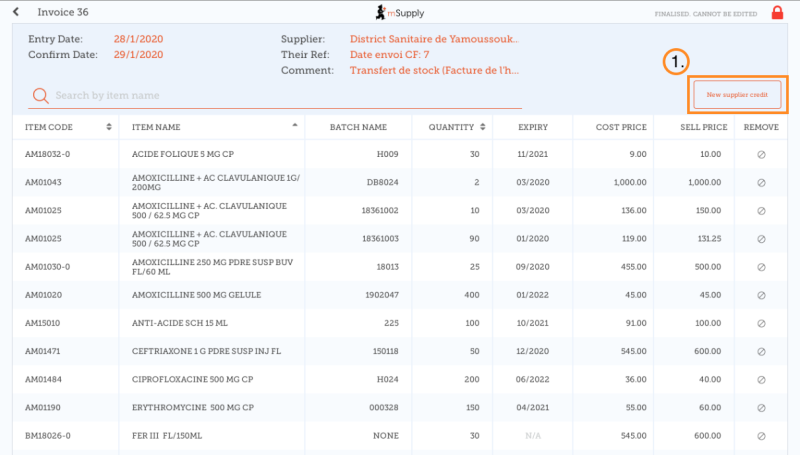 Invoice 36
mSupply
FINALISED. CANNOT BE EDITED
Entry Date: 28/1/2020
Supplier: District Sanitaire de Yamoussouk..
Confirm Date: 29/1/2020
Their Ref: Date envoi CF: 7
Comment: Transfert de stock (Facture de l'h...
1.
Search by item name
New supplier credit
ITEM CODE ITEM NAME BATCH NAME QUANTITY EXPIRY COST PRICE SELL PRICE REMOVE
AM18032-0 ACIDE FOLIQUE 5 MG CP H009 30 11/2021 9.00 10.00
AM01043 AMOXICILLINE + AC CLAVULANIQUE 1G/
200MG DB8024 2 03/2020 1,000.00 1,000.00
AM01025 AMOXICILLINE + AC. CLAVULANIQUE
500 / 62.5 MG CP 18361002 10 03/2020 136.00 150.00
AM01025 AMOXICILLINE + AC. CLAVULANIQUE
500 / 62.5 MG CP 18361003 90 01/2020 119.00 131.25
AM01030-0 AMOXICILLINE 250 MG PDRE SUSP BUV
FL/60 ML 18013 25 09/2020 455.00 500.00
AM01020 AMOXICILLINE 500 MG GELULE 1902047 400 01/2022 45.00 45.00
AM15010 ANTI-ACIDE SCH 15 ML 225 100 10/2021 91.00 100.00
AM01471 CEFTRIAXONE 1 G PDRE SUSP INJ FL 150118 50 12/2020 545.00 600.00
AM01484 CIPROFLOXACINE 500 MG CP H024 200 06/2022 36.00 40.00
AM01190 ERYTHROMYCINE 500 MG CP 000328 150 04/2021 55.00 60.00
BM18026-0 FER III FL/150ML NONE 30 N/A 545.00 600.00